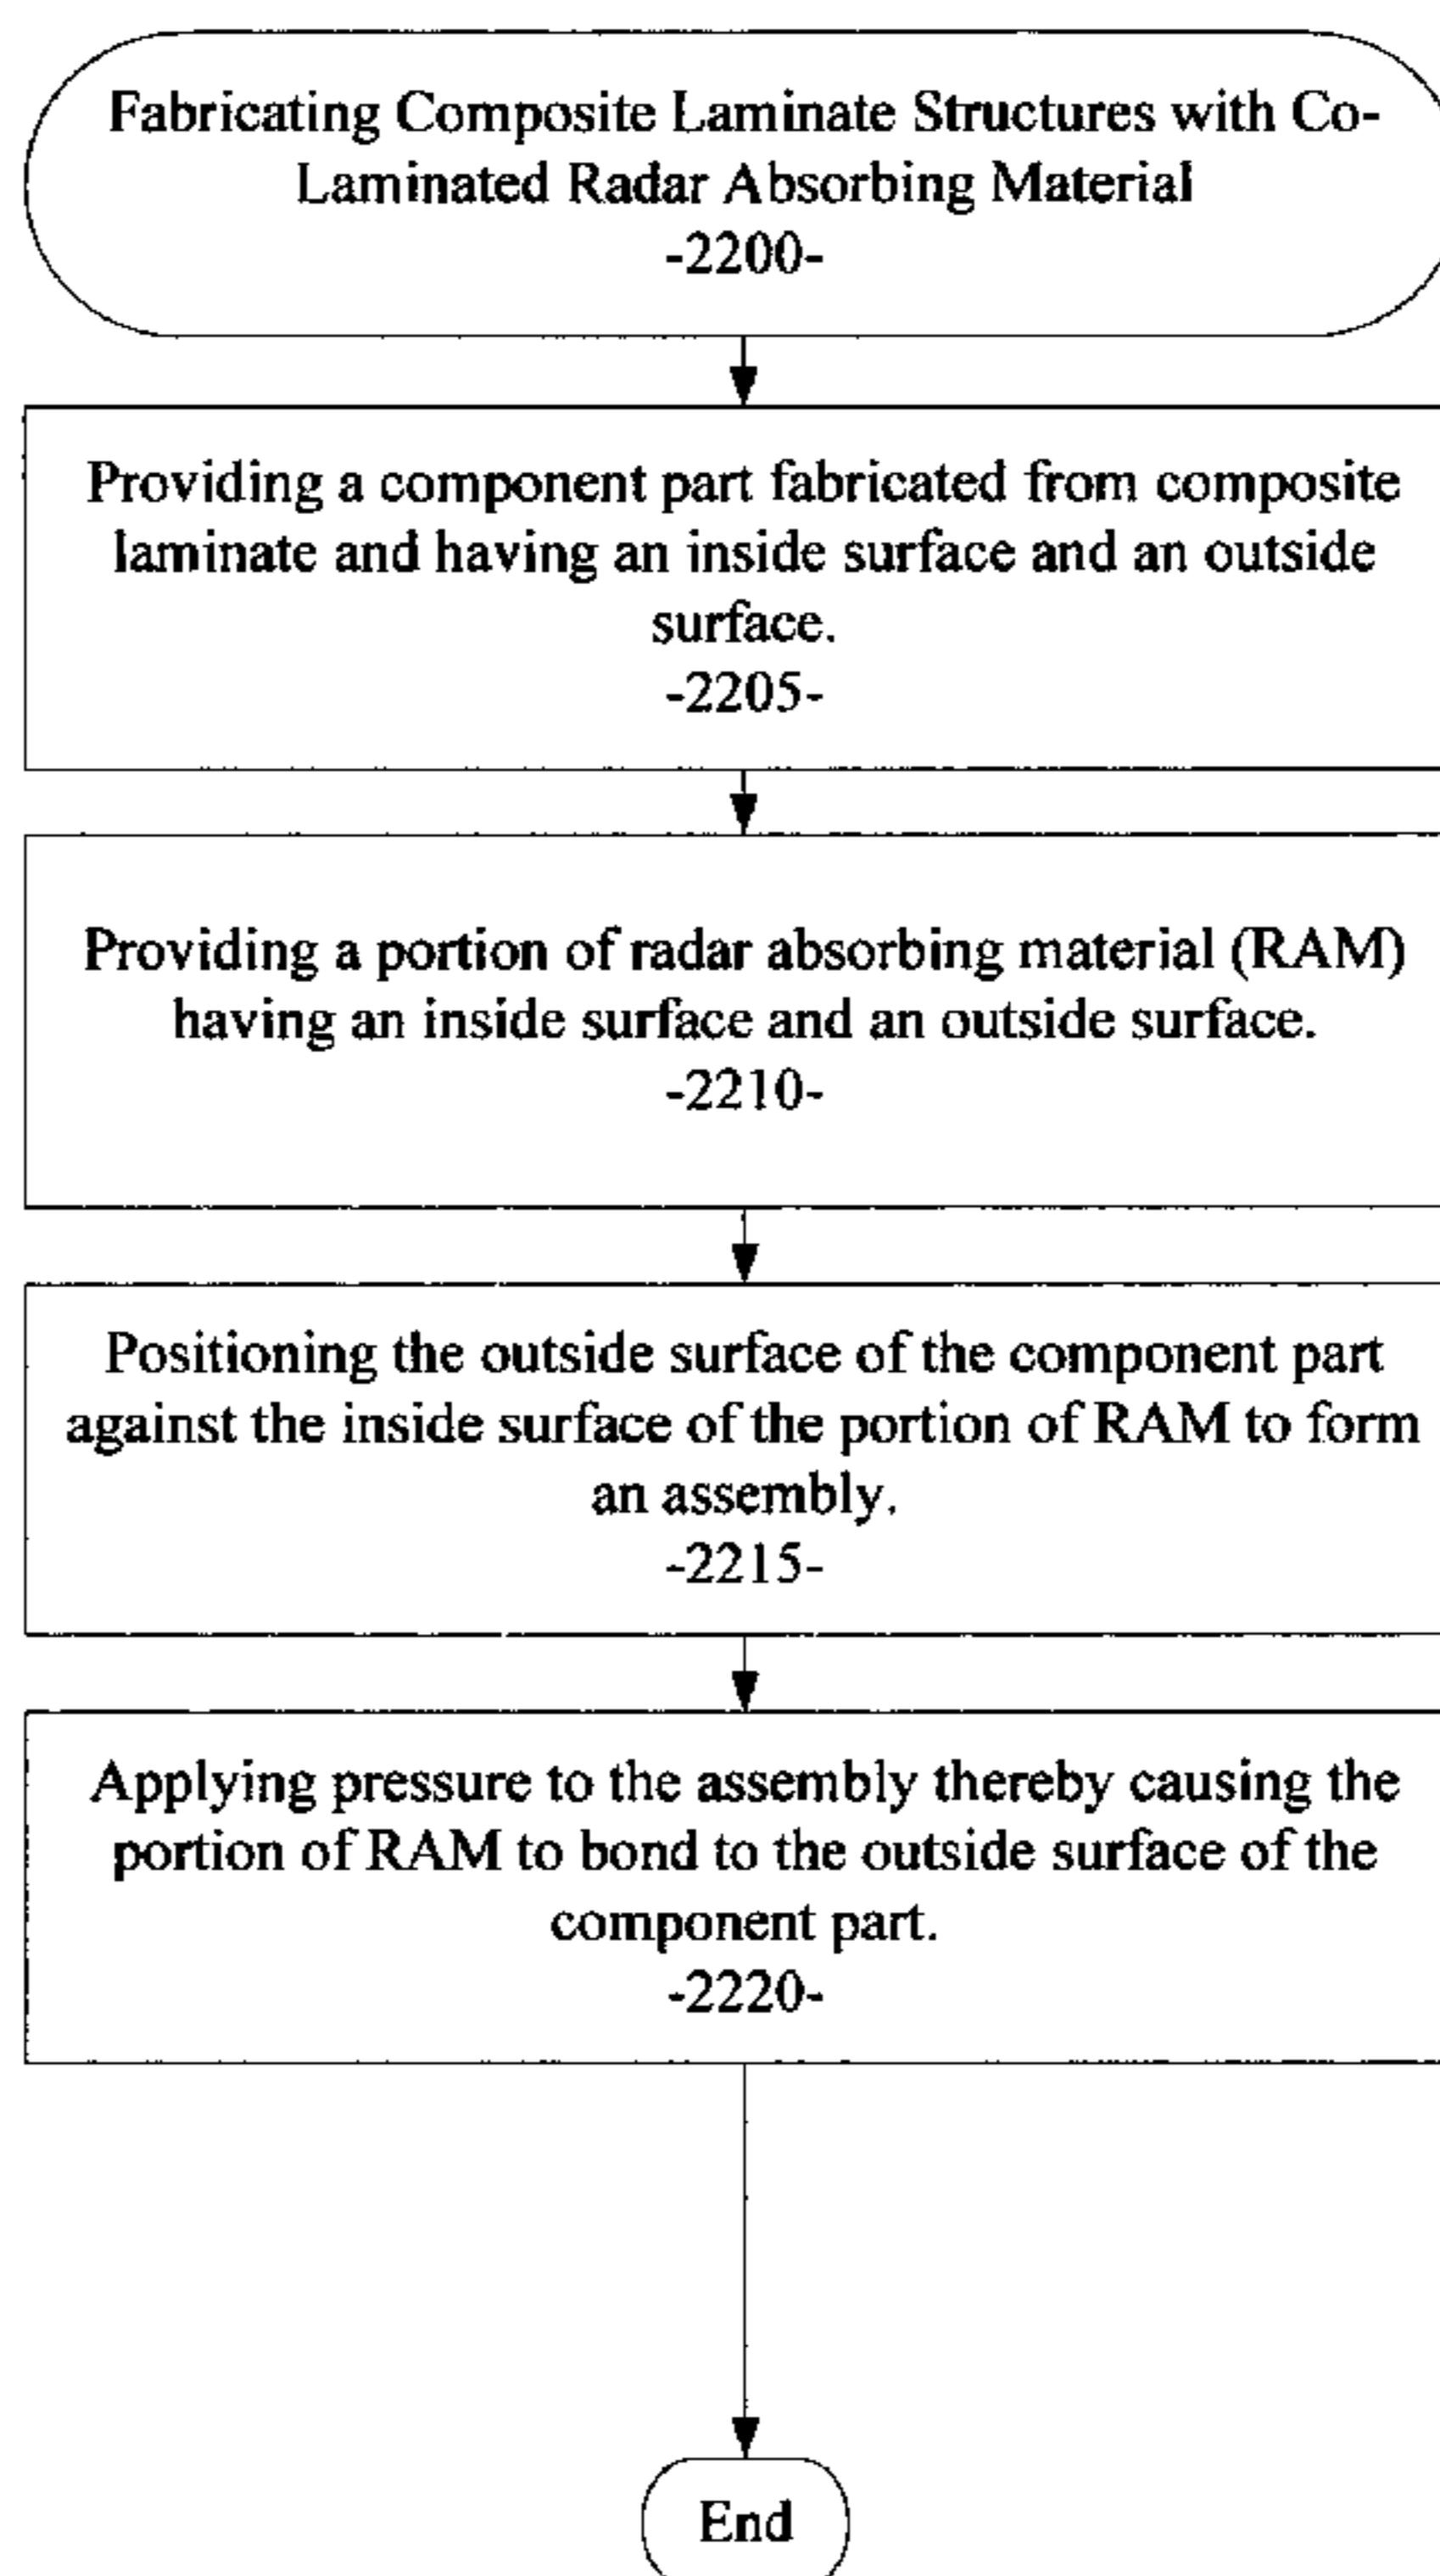 Fabricating Composite Laminate Structures with Co-
Laminated Radar Absorbing Material
-2200-
Providing a component part fabricated from composite
laminate and having an inside surface and an outside
surface.
-2205-
Providing a portion of radar absorbing material (RAM)
having an inside surface and an outside surface.
-2210-
Positioning the outside surface of the component part
against the inside surface of the portion of RAM to form
an assembly.
-2215-
Applying pressure to the assembly thereby causing the
portion of RAM to bond to the outside surface of the
component part.
-2220-
End